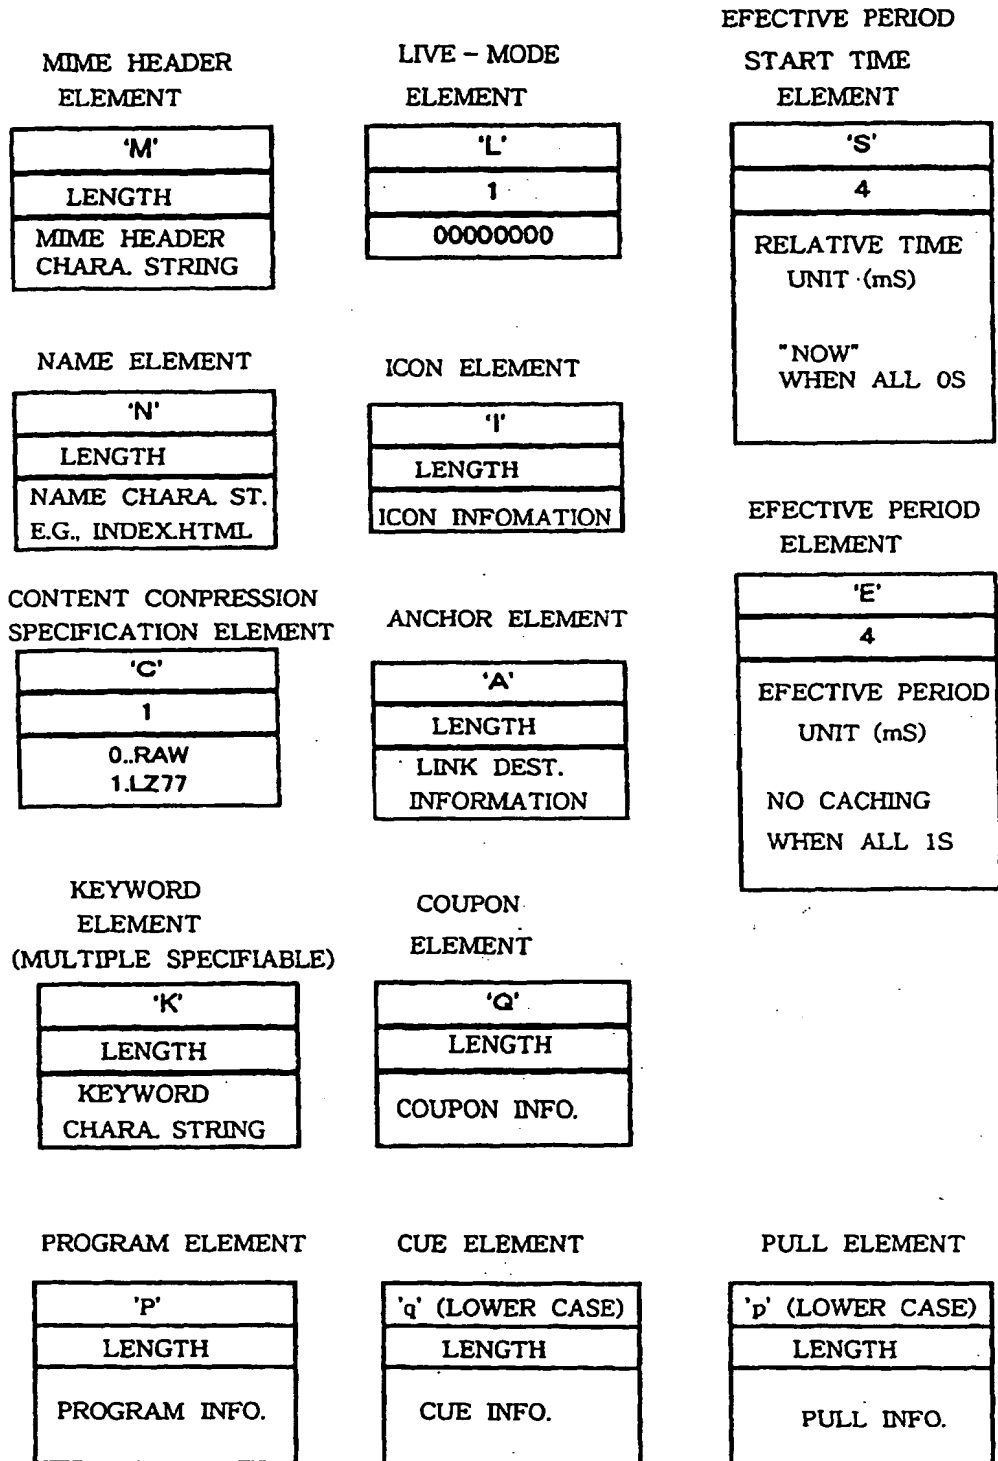 MIME HEADER
ELEMENT
'M'
LENGTH
MIME HEADER
CHARA. STRING
LIVE - MODE
ELEMENT
'L'
1
00000000
EFECTIVE PERIOD
START TIME
ELEMENT
'S'
4
RELATIVE TIME
UNIT (mS)
"NOW"
WHEN ALL 0S
NAME ELEMENT
'N'
LENGTH
NAME CHARA. ST.
E.G., INDEX.HTML
ICON ELEMENT
'I'
LENGTH
ICON INFOMATION
EFECTIVE PERIOD
ELEMENT
'E'
4
EFECTIVE PERIOD
UNIT (mS)
NO CACHING
WHEN ALL 1S
CONTENT CONPRESSION
SPECIFICATION ELEMENT
'C'
1
0..RAW
1.LZ77
ANCHOR ELEMENT
'A'
LENGTH
LINK DEST.
INFORMATION
KEYWORD
ELEMENT
(MULTIPLE SPECIFIABLE)
'K'
LENGTH
KEYWORD
CHARA. STRING
COUPON
ELEMENT
'Q'
LENGTH
COUPON INFO.
PROGRAM ELEMENT
'P'
LENGTH
PROGRAM INFO.
CUE ELEMENT
'q' (LOWER CASE)
LENGTH
CUE INFO.
PULL ELEMENT
'p' (LOWER CASE)
LENGTH
PULL INFO.